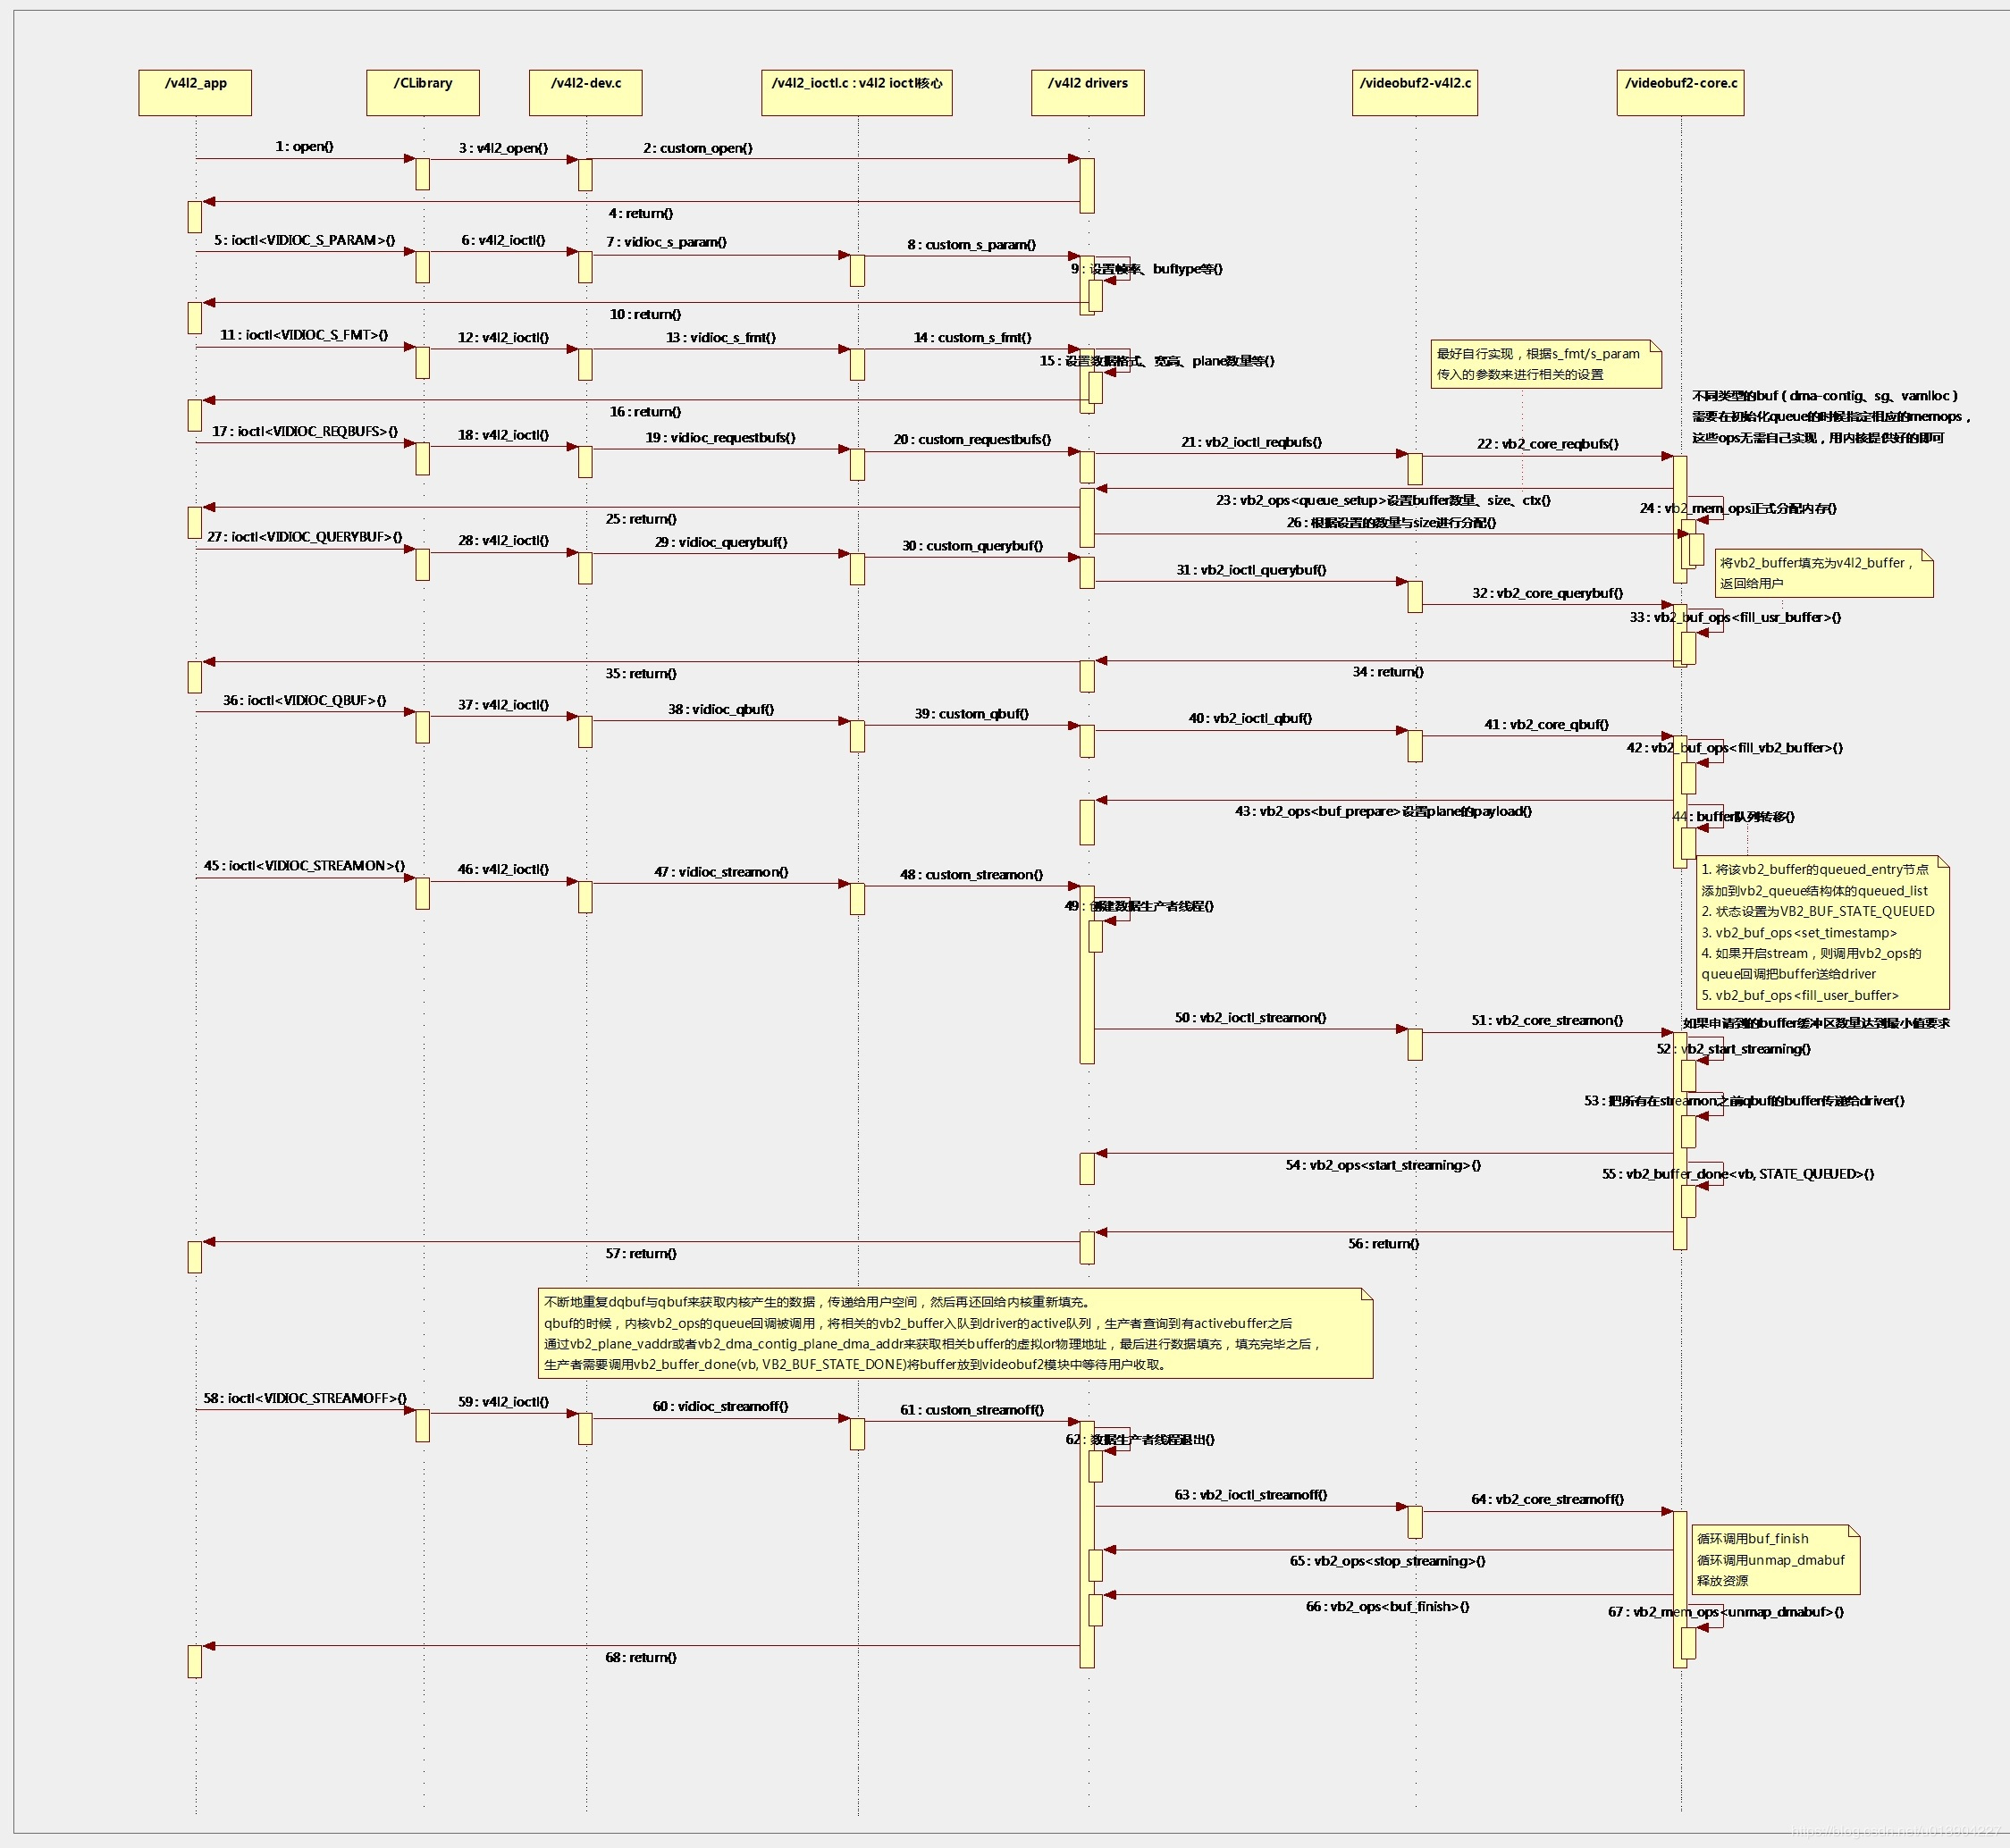 /v4l2_app
/CLibrary
/v4l2-dev.c
/v4l2_ioctl.c : v4l2 ioctl核心
/v4l2 drivers
/videobuf2-v4l2.c
/videobuf2-core.c
1 : open()
3 : v4l2_open()
2 : custom_open()
4 : return()
5 : ioctl<VIDIOC_S_PARAM>()
6 : v4l2_ioctl()
7 : vidioc_s_param()
8 : custom_s_param()
9 : 设置帧率、buftype等()
10 : return()
11 : ioctl<VIDIOC_S_FMT>()
12 : v4l2_ioctl()
13 : vidioc_s_fmt()
14 : custom_s_fmt()
15 : 设置数据格式、宽高、plane数量等()
最好自行实现，根据s_fmt/s_param
传入的参数来进行相关的设置
不同类型的buf（dma-contig、sg、vamlloc）
需要在初始化queue的时候指定相应的memops，
这些ops无需自己实现，用内核提供好的即可
16 : return()
17 : ioctl<VIDIOC_REQBUFS>()
18 : v4l2_ioctl()
19 : vidioc_requestbufs()
20 : custom_requestbufs()
21 : vb2_ioctl_reqbufs()
22 : vb2_core_reqbufs()
23 : vb2_ops<queue_setup>设置buffer数量、size、ctx()
24 : vb2_mem_ops正式分配内存()
25 : return()
26 : 根据设置的数量与size进行分配()
27 : ioctl<VIDIOC_QUERYBUF>()
28 : v4l2_ioctl()
29 : vidioc_querybuf()
30 : custom_querybuf()
将vb2_buffer填充为v4l2_buffer，
返回给用户
31 : vb2_ioctl_querybuf()
32 : vb2_core_querybuf()
33 : vb2_buf_ops<fill_usr_buffer>()
34 : return()
35 : return()
36 : ioctl<VIDIOC_QBUF>()
37 : v4l2_ioctl()
38 : vidioc_qbuf()
39 : custom_qbuf()
40 : vb2_ioctl_qbuf()
41 : vb2_core_qbuf()
42 : vb2_buf_ops<fill_vb2_buffer>()
43 : vb2_ops<buf_prepare>设置plane的payload()
44 : buffer队列转移()
1. 将该vb2_buffer的queued_entry节点
添加到vb2_queue结构体的queued_list
2. 状态设置为VB2_BUF_STATE_QUEUED
3. vb2_buf_ops<set_timestamp>
4. 如果开启stream，则调用vb2_ops的
queue回调把buffer送给driver
5. vb2_buf_ops<fill_user_buffer>
45 : ioctl<VIDIOC_STREAMON>()
46 : v4l2_ioctl()
47 : vidioc_streamon()
48 : custom_streamon()
49 : 创建数据生产者线程()
50 : vb2_ioctl_streamon()
51 : vb2_core_streamon()
如果申请到的buffer缓冲区数量达到最小值要求
52 : vb2_start_streaming()
53 : 把所有在streamon之前qbuf的buffer传递给driver()
54 : vb2_ops<start_streaming>()
55 : vb2_buffer_done<vb, STATE_QUEUED>()
56 : return()
57 : return()
不断地重复dqbuf与qbuf来获取内核产生的数据，传递给用户空间，然后再还回给内核重新填充。
qbuf的时候，内核vb2_ops的queue回调被调用，将相关的vb2_buffer入队到driver的active队列，生产者查询到有activebuffer之后
通过vb2_plane_vaddr或者vb2_dma_contig_plane_dma_addr来获取相关buffer的虚拟or物理地址，最后进行数据填充，填充完毕之后，
生产者需要调用vb2_buffer_done(vb, VB2_BUF_STATE_DONE)将buffer放到videobuf2模块中等待用户收取。
58 : ioctl<VIDIOC_STREAMOFF>()
59 : v4l2_ioctl()
60 : vidioc_streamoff()
61 : custom_streamoff()
62 : 数据生产者线程退出()
63 : vb2_ioctl_streamoff()
64 : vb2_core_streamoff()
循环调用buf_finish
循环调用unmap_dmabuf
释放资源
65 : vb2_ops<stop_streaming>()
66 : vb2_ops<buf_finish>()
67 : vb2_mem_ops<unmap_dmabuf>()
68 : return()